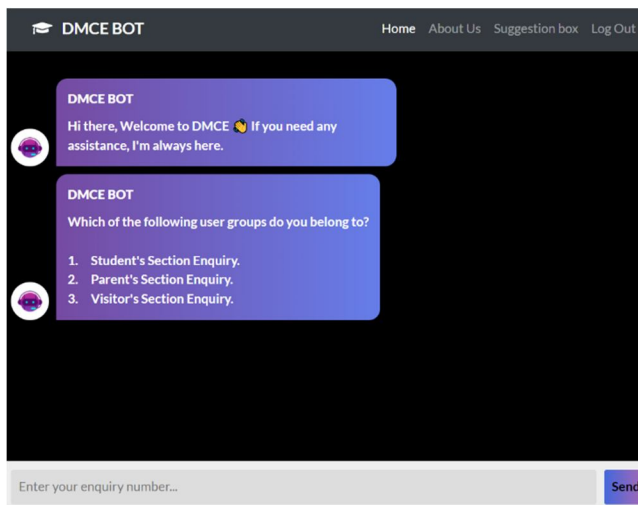 DMCE BOT
Home About Us Suggestion box Log Out
DMCE BOT
Hi there, Welcome to DMCE 👋 If you need any
assistance, I'm always here.
DMCE BOT
Which of the following user groups do you belong to?
1. Student's Section Enquiry.
2. Parent's Section Enquiry.
3. Visitor's Section Enquiry.
Enter your enquiry number...
Send